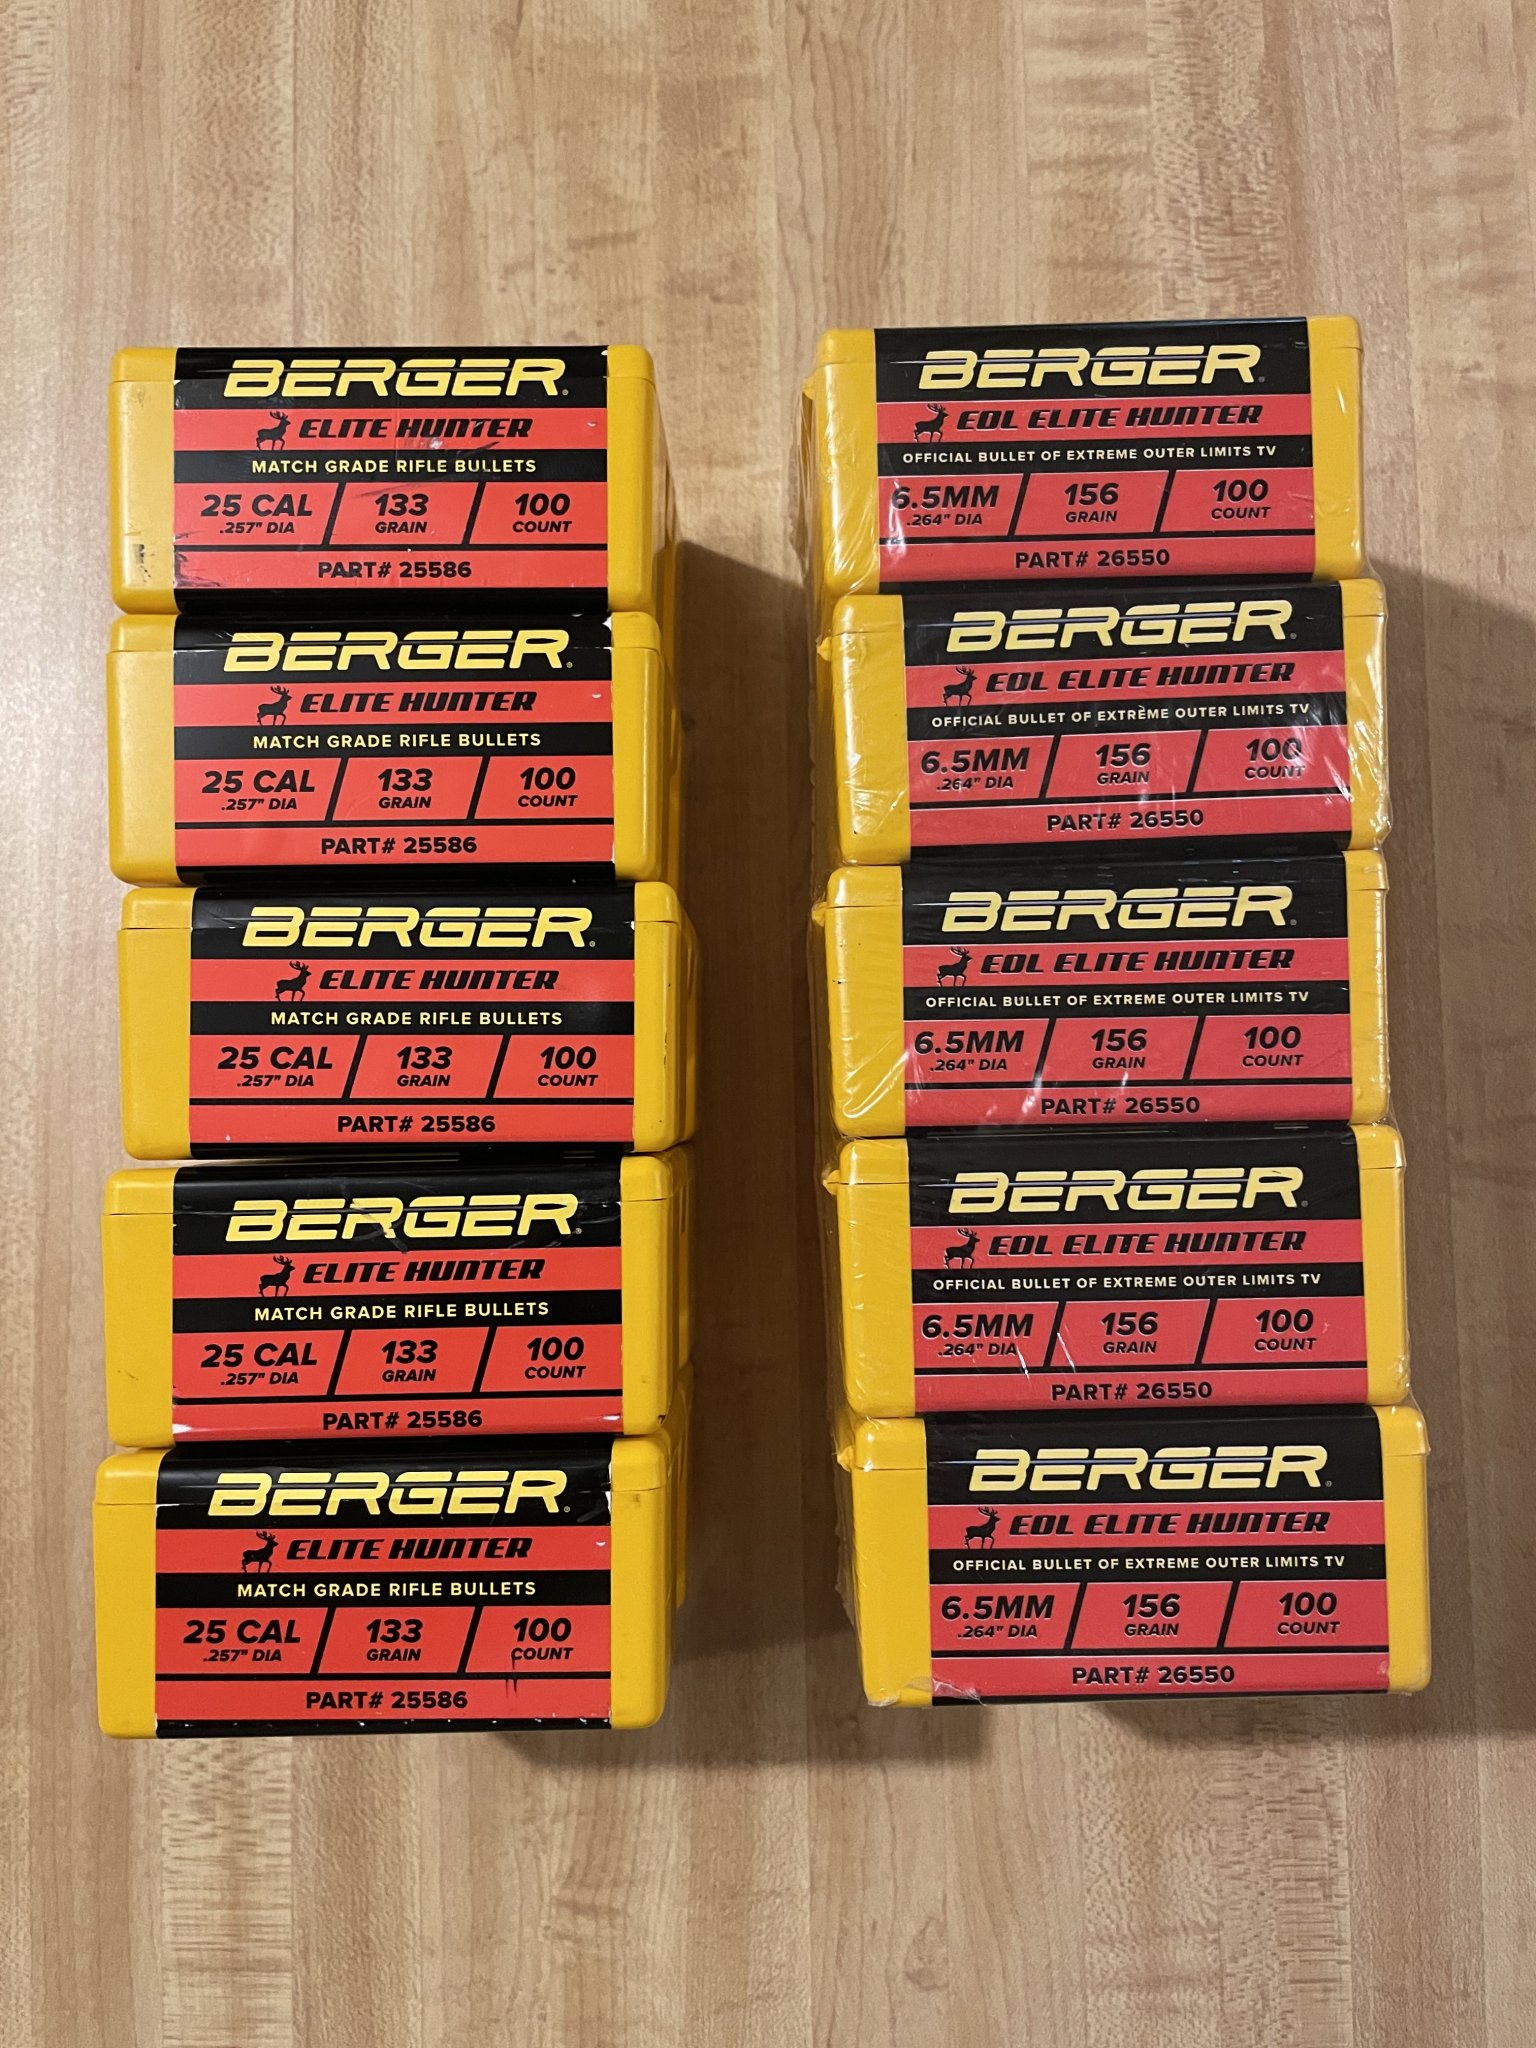 BERGER®
ELITE HUNTER
MATCH GRADE RIFLE BULLETS
25 CAL 133 100
.257" DIA GRAIN COUNT
PART# 25586
BERGER®
ELITE HUNTER
MATCH GRADE RIFLE BULLETS
25 CAL 133 100
.257" DIA GRAIN COUNT
PART# 25586
BERGER®
ELITE HUNTER
MATCH GRADE RIFLE BULLETS
25 CAL 133 100
.257" DIA GRAIN COUNT
PART# 25586
BERGER®
ELITE HUNTER
MATCH GRADE RIFLE BULLETS
25 CAL 133 100
.257" DIA GRAIN COUNT
PART# 25586
BERGER®
ELITE HUNTER
MATCH GRADE RIFLE BULLETS
25 CAL 133 100
.257" DIA GRAIN COUNT
PART# 25586
BERGER®
EOL ELITE HUNTER
OFFICIAL BULLET OF EXTREME OUTER LIMITS TV
6.5MM 156 100
.264" DIA GRAIN COUNT
PART# 26550
BERGER®
EOL ELITE HUNTER
OFFICIAL BULLET OF EXTREME OUTER LIMITS TV
6.5MM 156 100
.264" DIA GRAIN COUNT
PART# 26550
BERGER®
EOL ELITE HUNTER
OFFICIAL BULLET OF EXTREME OUTER LIMITS TV
6.5MM 156 100
.264" DIA GRAIN COUNT
PART# 26550
BERGER®
EOL ELITE HUNTER
OFFICIAL BULLET OF EXTREME OUTER LIMITS TV
6.5MM 156 100
.264" DIA GRAIN COUNT
PART# 26550
BERGER®
EOL ELITE HUNTER
OFFICIAL BULLET OF EXTREME OUTER LIMITS TV
6.5MM 156 100
.264" DIA GRAIN COUNT
PART# 26550